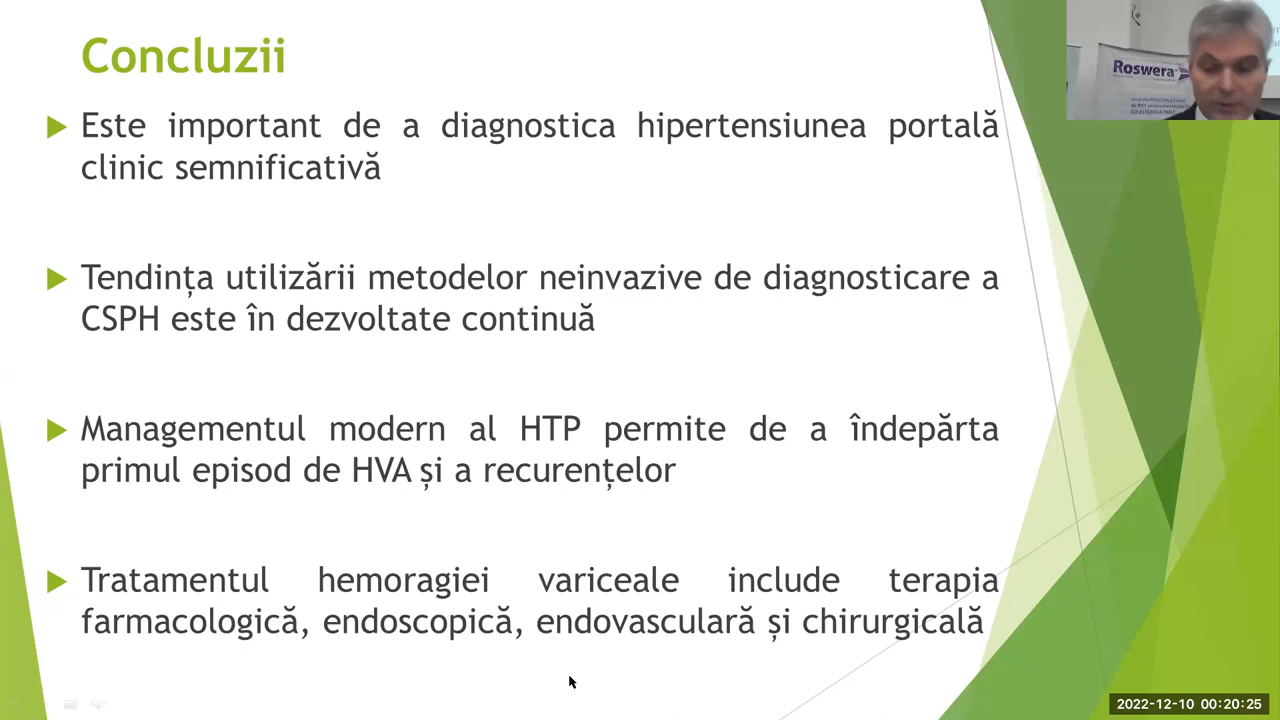 Concluzii
Este important de a diagnostica hipertensiunea portală
clinic semnificativă
Tendința utilizării metodelor neinvazive de diagnosticare a
CSPH este în dezvoltate continuă
Managementul modern al HTP permite de a îndepărta
primul episod de HVA și a recurențelor
Tratamentul hemoragiei variceale include terapia
farmacologică, endoscopică, endovasculară și chirurgicală
Roswera
2022-12-10 00:20:25